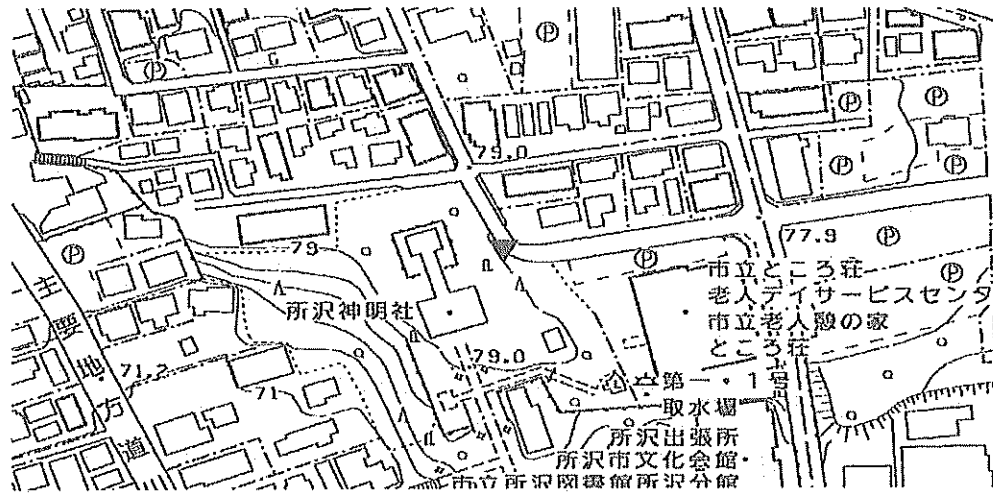 Ⓟ
Ⓟ
Ⓟ
Ⓟ
Ⓟ
79.0
77.9
Ⓟ
79
Ⓟ
Ⓟ
Ⓟ
市立ところ荘
老人デイサービスセンタ
市立老人憩の家
ところ荘
所沢神明社
主要地方道
71.2
71
79.0
第一・1号
取水場
所沢出張所
所沢市文化会館・
市立所沢図書館所沢分館